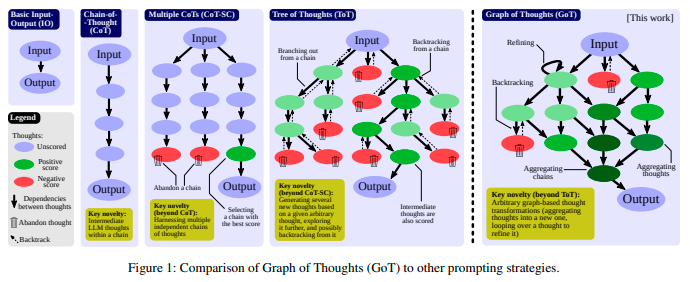 Basic Input-
Output (IO)
Input
Output
Legend
Thoughts:
Unscored
Positive
score
Negative
score
Dependencies
between thoughts
Abandon thought
Backtrack
Chain-of-
-Thought
(CoT)
Input
Output
Key novelty:
Intermediate
LLM thoughts
within a chain
Multiple CoTs (CoT-SC)
Input
Abandon a chain
Output
Selecting
a chain with
the best score
Key novelty
(beyond CoT):
Harnessing multiple
independent chains
of thoughts
Tree of Thoughts (ToT)
Input
Branching out
from a chain
Backtracking
from a chain
Output
Intermediate
thoughts are
also scored
Key novelty
(beyond CoT-SC):
Generating several
new thoughts based
on a given arbitrary
thought, exploring
it further, and possibly
backtracking from it
Graph of Thoughts (GoT)
[This work]
Refining
Input
Backtracking
Aggregating
chains
Aggregating
thoughts
Output
Key novelty (beyond ToT):
Arbitrary graph-based thought
transformations (aggregating
thoughts into a new one,
looping over a thought to
refine it)
Figure 1: Comparison of Graph of Thoughts (GoT) to other prompting strategies.